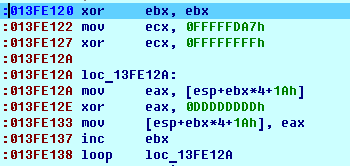 :013FE120 xor ebx, ebx
:013FE122 mov ecx, 0FFFFFDA7h
:013FE127 xor ecx, 0FFFFFFFFh
:013FE12A
:013FE12A loc_13FE12A:
:013FE12A mov eax, [esp+ebx*4+1Ah]
:013FE12E xor eax, 0DDDDDDDDh
:013FE133 mov [esp+ebx*4+1Ah], eax
:013FE137 inc ebx
:013FE138 loop loc_13FE12A